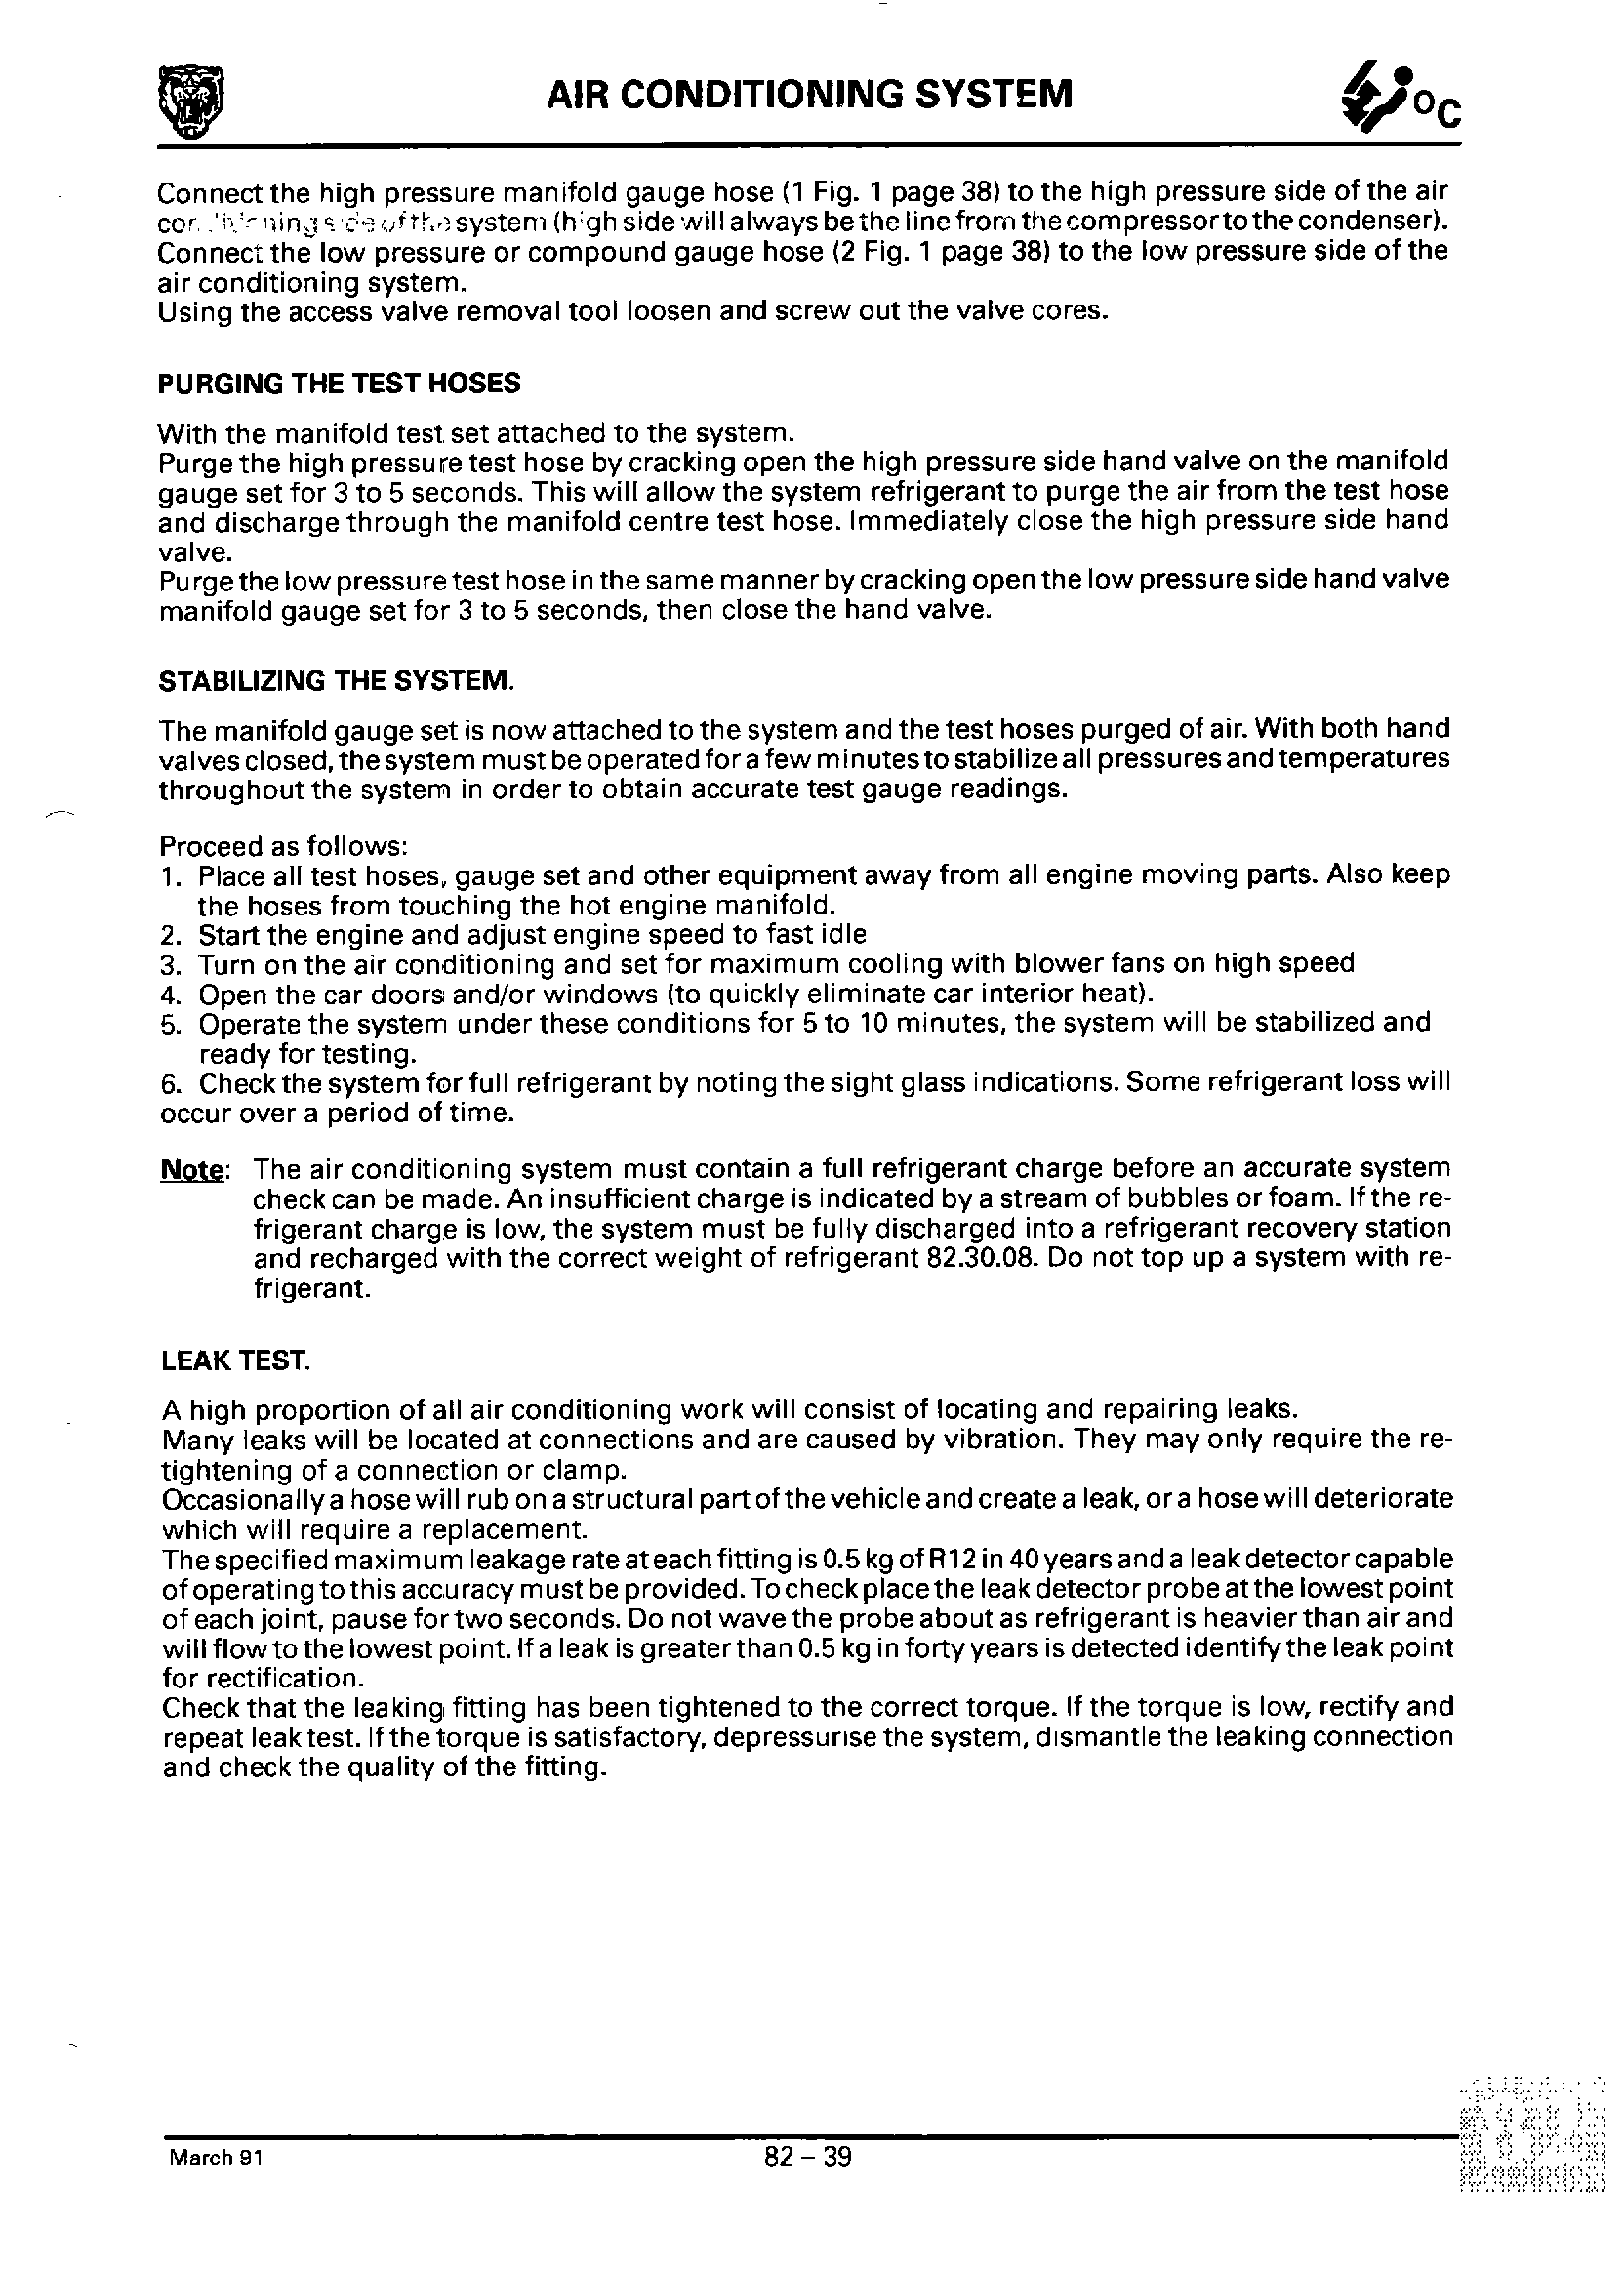 AIR CONDITIONING SYSTEM
°C
Connect the high pressure manifold gauge hose (1 Fig. 1 page 38) to the high pressure side of the air
system (high side will always be the line from the compressor to the condenser).
Connect the low pressure or compound gauge hose (2 Fig. 1 page 38) to the low pressure side of the
air conditioning system.
Using the access valve removal tool loosen and screw out the valve cores.
PURGING THE TEST HOSES
With the manifold test set attached to the system.
Purge the high pressure test hose by cracking open the high pressure side hand valve on the manifold
gauge set for 3 to 5 seconds. This will allow the system refrigerant to purge the air from the test hose
and discharge through the manifold centre test hose. Immediately close the high pressure side hand
valve.
Purge the low pressure test hose in the same manner by cracking open the low pressure side hand valve
manifold gauge set for 3 to 5 seconds, then close the hand valve.
STABILIZING THE SYSTEM.
The manifold gauge set is now attached to the system and the test hoses purged of air. With both hand
valves closed, the system must be operated for a few minutes to stabilize all pressures and temperatures
throughout the system in order to obtain accurate test gauge readings.
Proceed as follows:
1. Place all test hoses, gauge set and other equipment away from all engine moving parts. Also keep
the hoses from touching the hot engine manifold.
2. Start the engine and adjust engine speed to fast idle
3. Turn on the air conditioning and set for maximum cooling with blower fans on high speed
4. Open the car doors and/or windows (to quickly eliminate car interior heat).
5. Operate the system under these conditions for 5 to 10 minutes, the system will be stabilized and
ready for testing.
6. Check the system for full refrigerant by noting the sight glass indications. Some refrigerant loss will
occur over a period of time.
Note: The air conditioning system must contain a full refrigerant charge before an accurate system
check can be made. An insufficient charge is indicated by a stream of bubbles or foam. If the re-
frigerant charge is low, the system must be fully discharged into a refrigerant recovery station
and recharged with the correct weight of refrigerant 82.30.08. Do not top up a system with re-
frigerant.
LEAK TEST.
A high proportion of all air conditioning work will consist of locating and repairing leaks.
Many leaks will be located at connections and are caused by vibration. They may only require the re-
tightening of a connection or clamp.
Occasionally a hose will rub on a structural part of the vehicle and create a leak, or a hose will deteriorate
which will require a replacement.
The specified maximum leakage rate at each fitting is 0.5 kg of R12 in 40 years and a leak detector capable
of operating to this accuracy must be provided. To check place the leak detector probe at the lowest point
of each joint, pause for two seconds. Do not wave the probe about as refrigerant is heavier than air and
will flow to the lowest point. If a leak is greater than 0.5 kg in forty years is detected identify the leak point
for rectification.
Check that the leaking fitting has been tightened to the correct torque. If the torque is low, rectify and
repeat leak test. If the torque is satisfactory, depressurise the system, dismantle the leaking connection
and check the quality of the fitting.
March 91
82 – 39